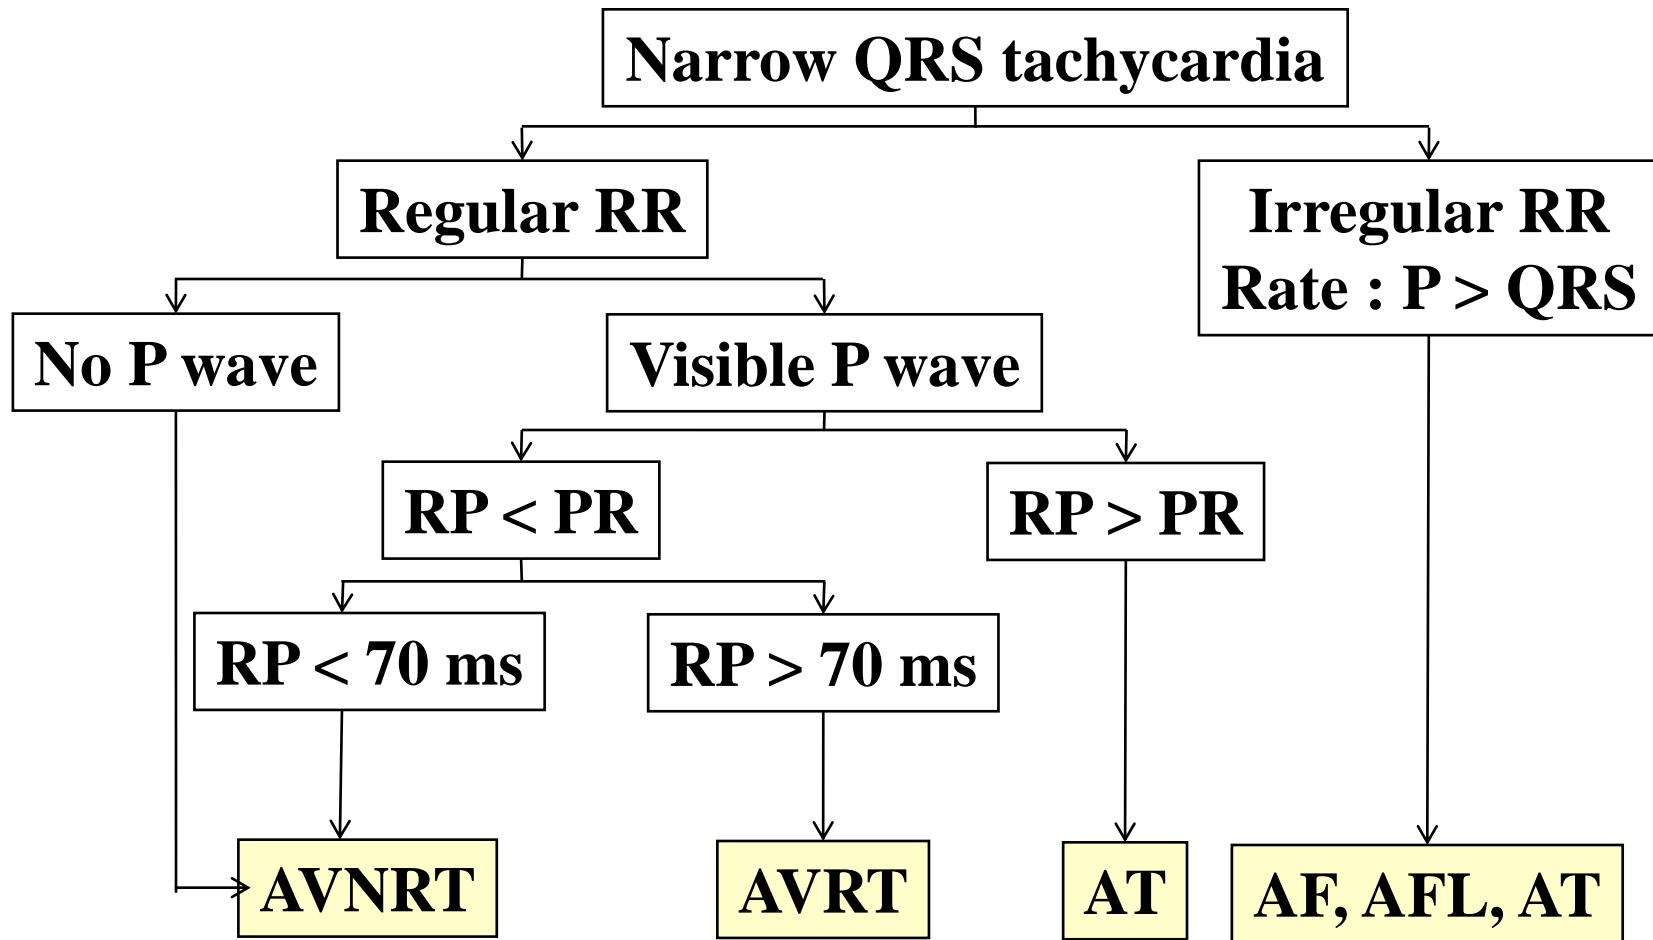 Narrow QRS tachycardia
Regular RR
Irregular RR
Rate : P > QRS
No P wave
Visible P wave
RP < PR
RP > PR
RP < 70 ms
RP > 70 ms
AVNRT
AVRT
AT
AF, AFL, AT